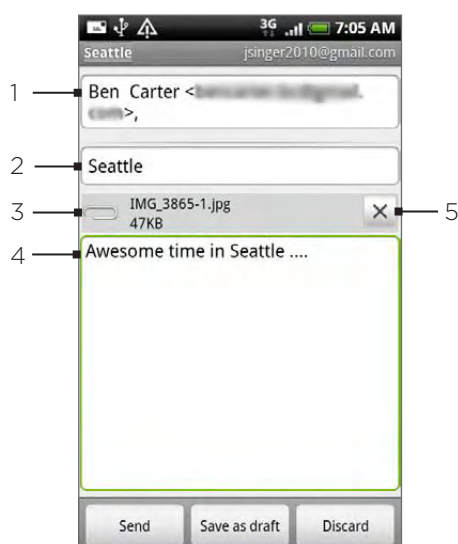 3G 7:05 AM
Seattle jsinger2010@gmail.com
1 Ben Carter <
>,
2 Seattle
3 IMG_3865-1.jpg 5
47KB
4 Awesome time in Seattle ....
Send Save as draft Discard